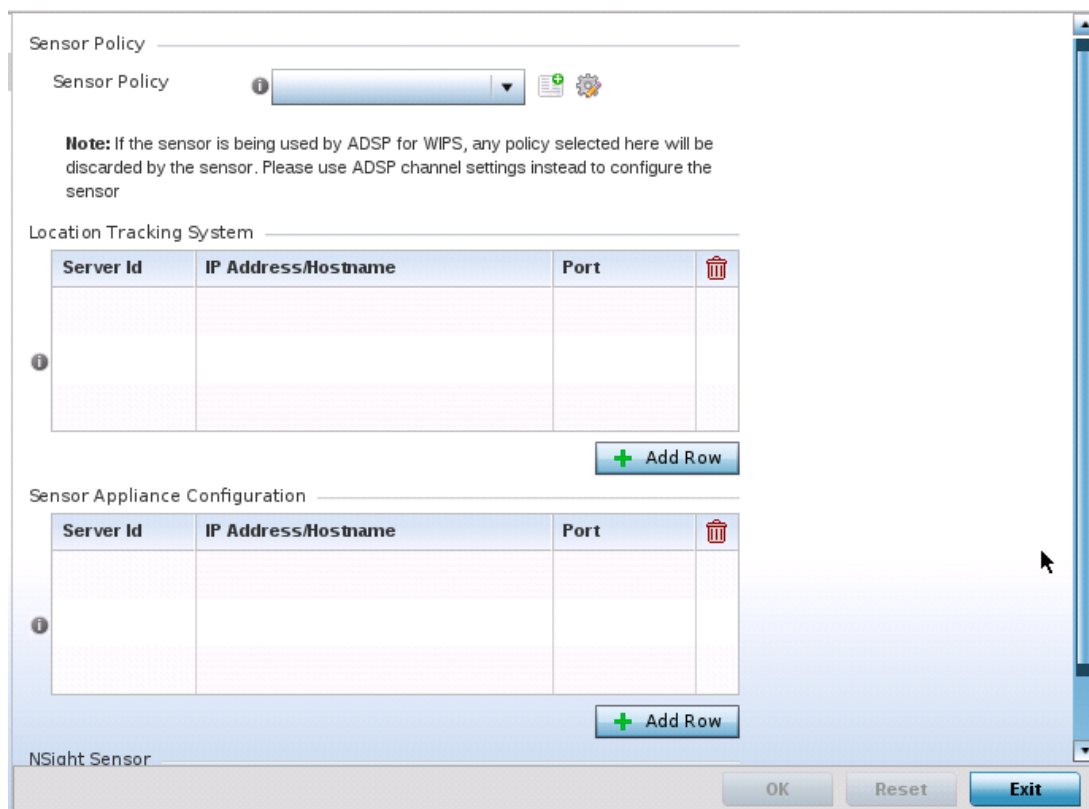 Sensor Policy
Sensor Policy
Note: If the sensor is being used by ADSP for WIPS, any policy selected here will be
discarded by the sensor. Please use ADSP channel settings instead to configure the
sensor
Location Tracking System
Server Id IP Address/Hostname Port
Add Row
Sensor Appliance Configuration
Server Id IP Address/Hostname Port
Add Row
NSight Sensor
OK Reset Exit